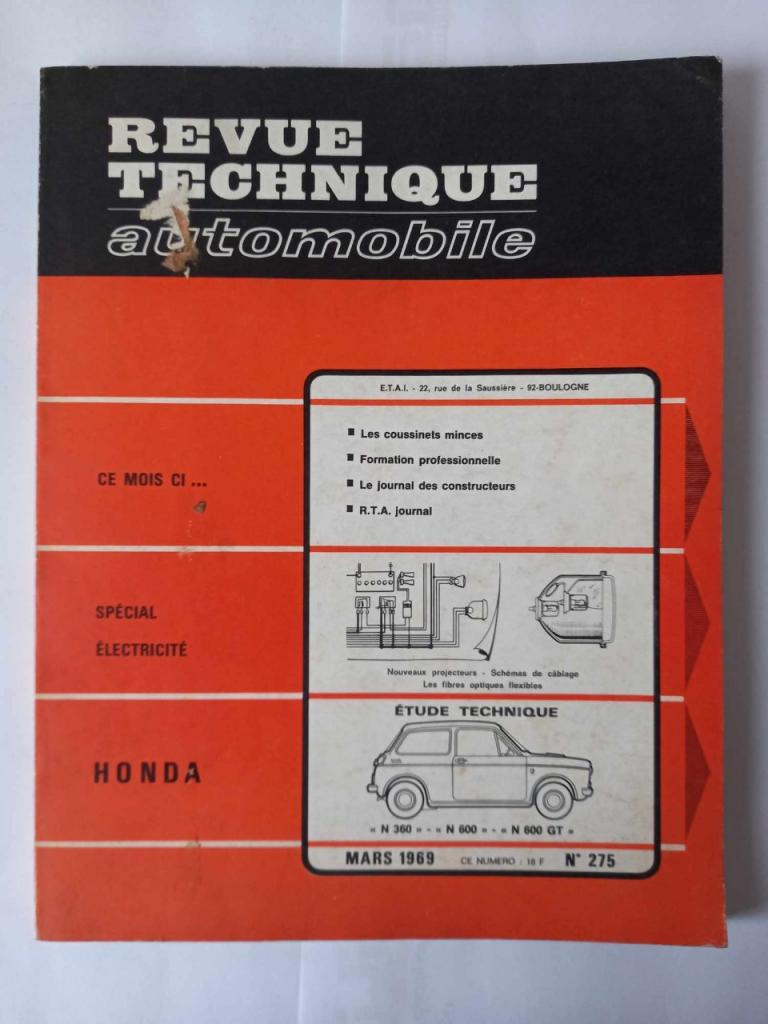 REVUE
TECHNIQUE
automobile
E.T.A.I. - 22, rue de la Saussière - 92-BOULOGNE
CE MOIS CI ...
■ Les coussinets minces
■ Formation professionnelle
■ Le journal des constructeurs
■ R.T.A. journal
SPÉCIAL
ÉLECTRICITÉ
Nouveaux projecteurs - Schémas de câblage
Les fibres optiques flexibles
HONDA
ÉTUDE TECHNIQUE
« N 360 » - « N 600 » - « N 600 GT »
MARS 1969 CE NUMERO : 18 F N° 275